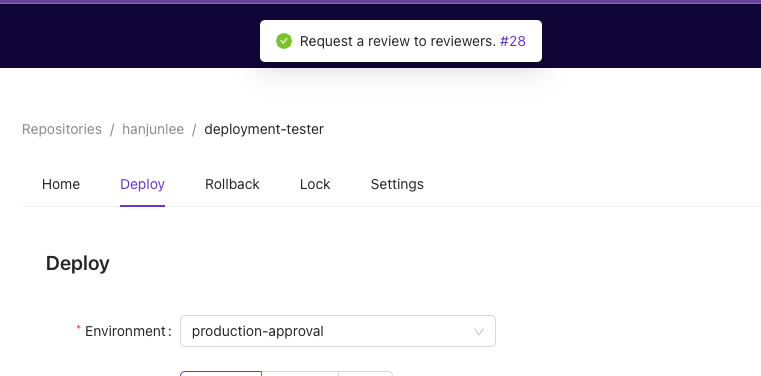 Request a review to reviewers. #28
Repositories / hanjunlee / deployment-tester
Home Deploy Rollback Lock Settings
Deploy
* Environment: production-approval